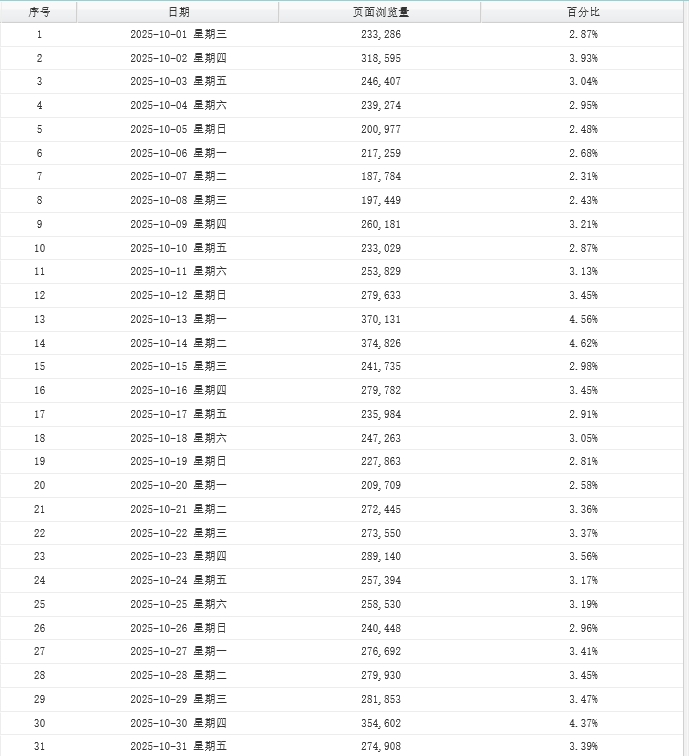 序号 日期 页面浏览量 百分比
1 2025-10-01 星期三 233,286 2.87%
2 2025-10-02 星期四 318,595 3.93%
3 2025-10-03 星期五 246,407 3.04%
4 2025-10-04 星期六 239,274 2.95%
5 2025-10-05 星期日 200,977 2.48%
6 2025-10-06 星期一 217,259 2.68%
7 2025-10-07 星期二 187,784 2.31%
8 2025-10-08 星期三 197,449 2.43%
9 2025-10-09 星期四 260,181 3.21%
10 2025-10-10 星期五 233,029 2.87%
11 2025-10-11 星期六 253,829 3.13%
12 2025-10-12 星期日 279,633 3.45%
13 2025-10-13 星期一 370,131 4.56%
14 2025-10-14 星期二 374,826 4.62%
15 2025-10-15 星期三 241,735 2.98%
16 2025-10-16 星期四 279,782 3.45%
17 2025-10-17 星期五 235,984 2.91%
18 2025-10-18 星期六 247,263 3.05%
19 2025-10-19 星期日 227,863 2.81%
20 2025-10-20 星期一 209,709 2.58%
21 2025-10-21 星期二 272,445 3.36%
22 2025-10-22 星期三 273,550 3.37%
23 2025-10-23 星期四 289,140 3.56%
24 2025-10-24 星期五 257,394 3.17%
25 2025-10-25 星期六 258,530 3.19%
26 2025-10-26 星期日 240,448 2.96%
27 2025-10-27 星期一 276,692 3.41%
28 2025-10-28 星期二 279,930 3.45%
29 2025-10-29 星期三 281,853 3.47%
30 2025-10-30 星期四 354,602 4.37%
31 2025-10-31 星期五 274,908 3.39%